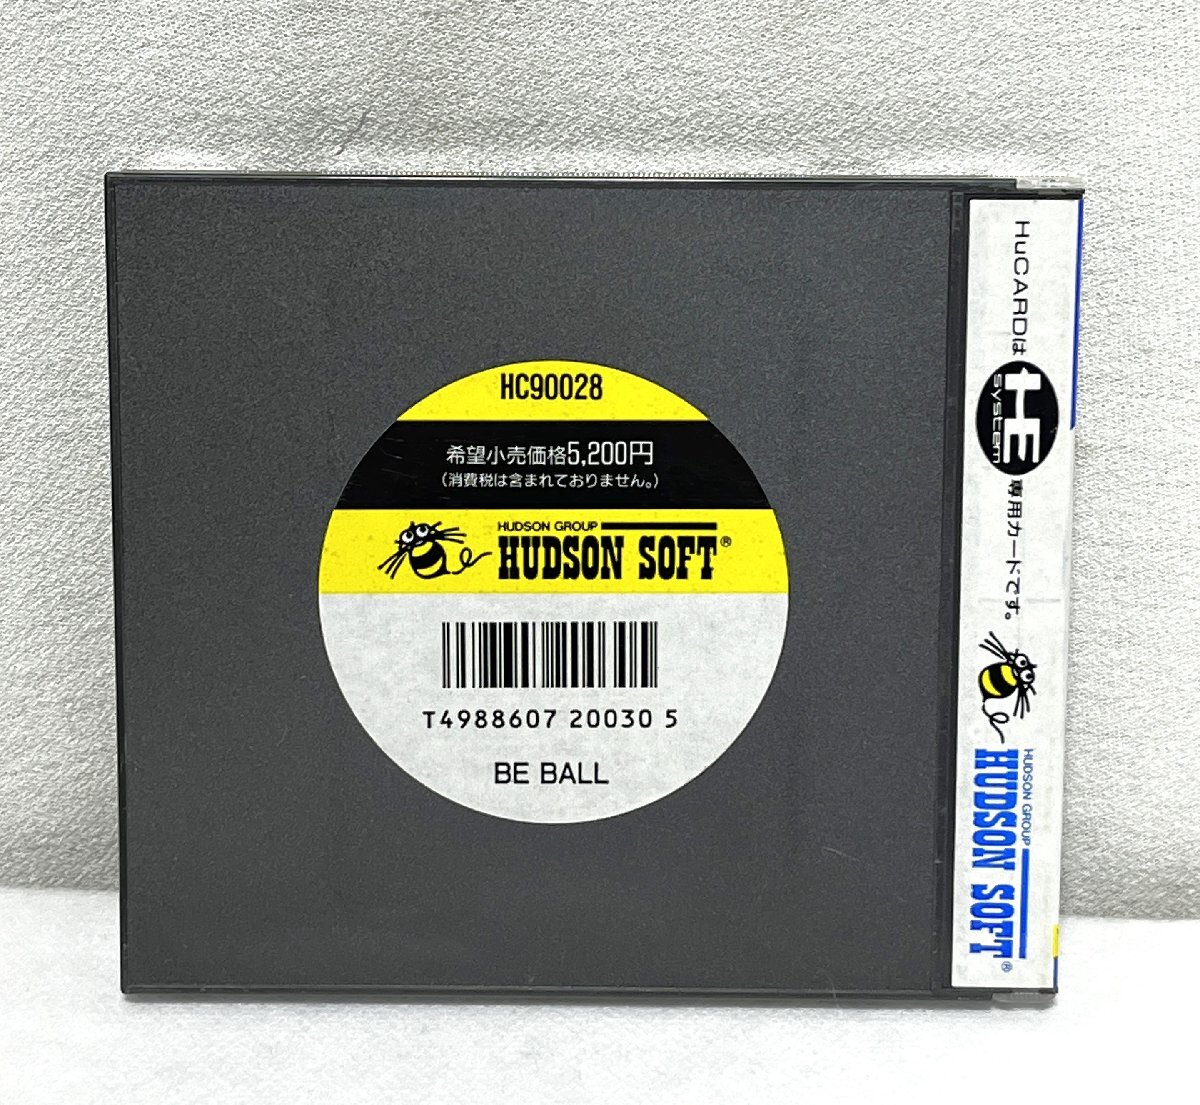 HC90028
希望小売価格5,200円
(消費税は含まれておりません。)
HUDSON GROUP
HUDSON SOFT®
T4988607 20030 5
BE BALL
HuCARDは
HE
system
専用カードです。
HUDSON GROUP
HUDSON SOFT®